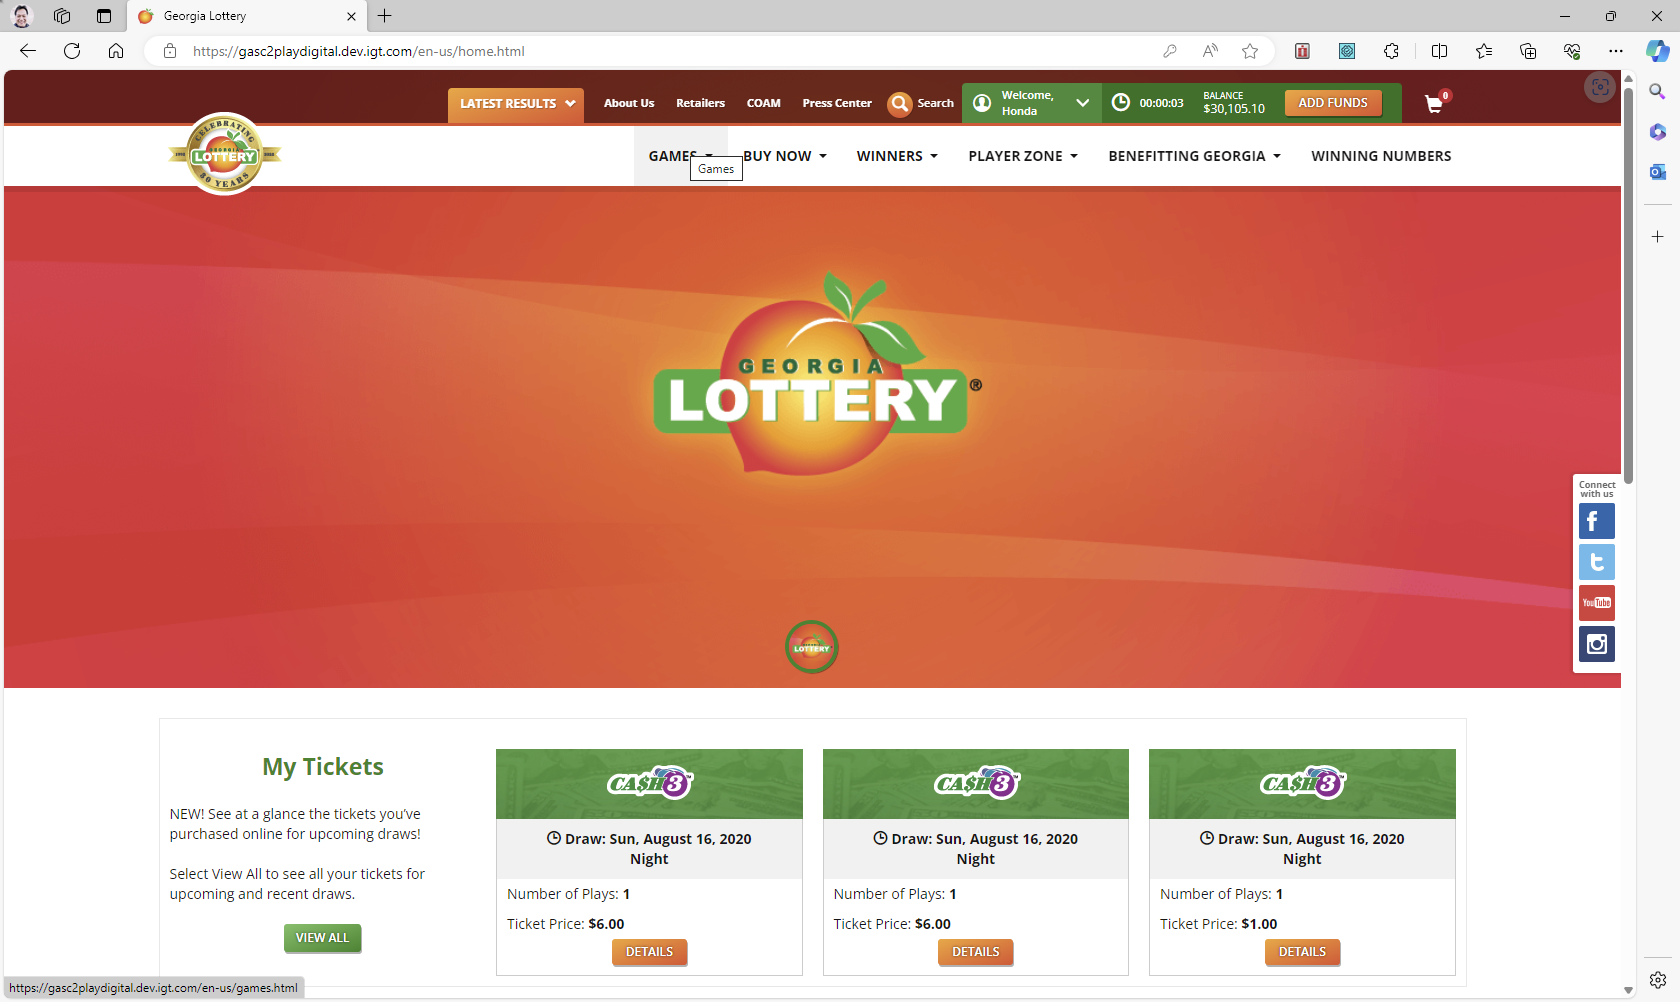 Georgia Lottery
https://gasc2playdigital.dev.igt.com/en-us/home.html
LATEST RESULTS
About Us
Retailers
COAM
Press Center
Search
Welcome,
Honda
00:00:03
BALANCE
$30,105.10
ADD FUNDS
0
CELEBRATING
GEORGIA
LOTTERY
30 YEARS
GAMES
BUY NOW
WINNERS
PLAYER ZONE
BENEFITTING GEORGIA
WINNING NUMBERS
Games
GEORGIA
LOTTERY®
Connect
with us
YouTube
LOTTERY
My Tickets
NEW! See at a glance the tickets you’ve
purchased online for upcoming draws!
Select View All to see all your tickets for
upcoming and recent draws.
VIEW ALL
CA$H 3™
Draw: Sun, August 16, 2020
Night
Number of Plays: 1
Ticket Price: $6.00
DETAILS
CA$H 3™
Draw: Sun, August 16, 2020
Night
Number of Plays: 1
Ticket Price: $6.00
DETAILS
CA$H 3™
Draw: Sun, August 16, 2020
Night
Number of Plays: 1
Ticket Price: $1.00
DETAILS
https://gasc2playdigital.dev.igt.com/en-us/games.html